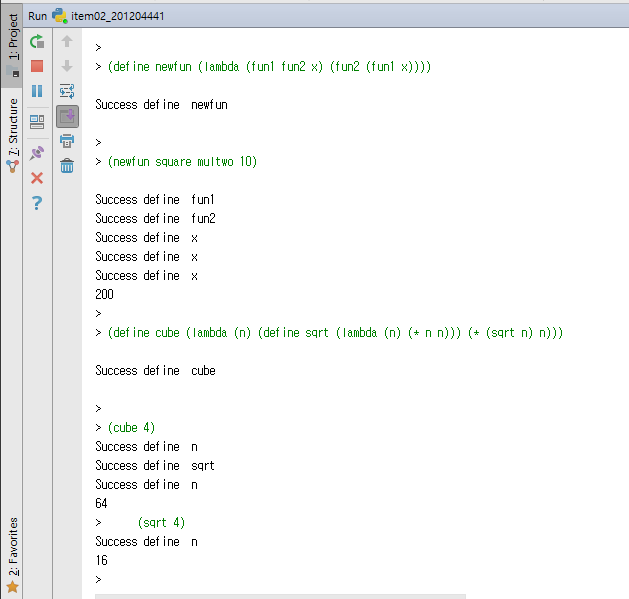 Run item02_201204441
1: Project
7: Structure
2: Favorites
>
> (define newfun (lambda (fun1 fun2 x) (fun2 (fun1 x))))
Success define newfun
>
> (newfun square multwo 10)
Success define fun1
Success define fun2
Success define x
Success define x
Success define x
200
>
> (define cube (lambda (n) (define sqrt (lambda (n) (* n n))) (* (sqrt n) n)))
Success define cube
>
> (cube 4)
Success define n
Success define sqrt
Success define n
64
> (sqrt 4)
Success define n
16
>